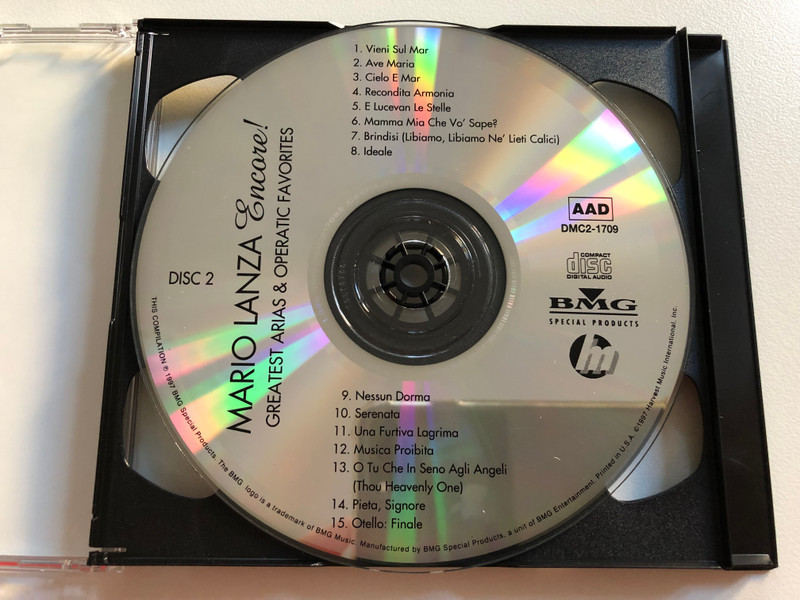 1. Vieni Sul Mar
2. Ave Maria
3. Cielo E Mar
4. Recondita Armonia
5. E Lucevan Le Stelle
6. Mamma Mia Che Vo' Sape?
7. Brindisi (Libiamo, Libiamo Ne' Lieti Calici)
8. Ideale
MARIO LANZA Encore!
GREATEST ARIAS & OPERATIC FAVORITES
DISC 2
AAD
DMC2-1709
COMPACT
disc
DIGITAL AUDIO
BMG
SPECIAL PRODUCTS
hm
9. Nessun Dorma
10. Serenata
11. Una Furtiva Lagrima
12. Musica Proibita
13. O Tu Che In Seno Agli Angeli
(Thou Heavenly One)
14. Pieta, Signore
15. Otello: Finale
THIS COMPILATION ℗ 1997 BMG Special Products. The BMG logo is a trademark of BMG Music. Manufactured by BMG Special Products, a unit of BMG Entertainment. Printed in U.S.A. ©1997 Harvest Music International, Inc.